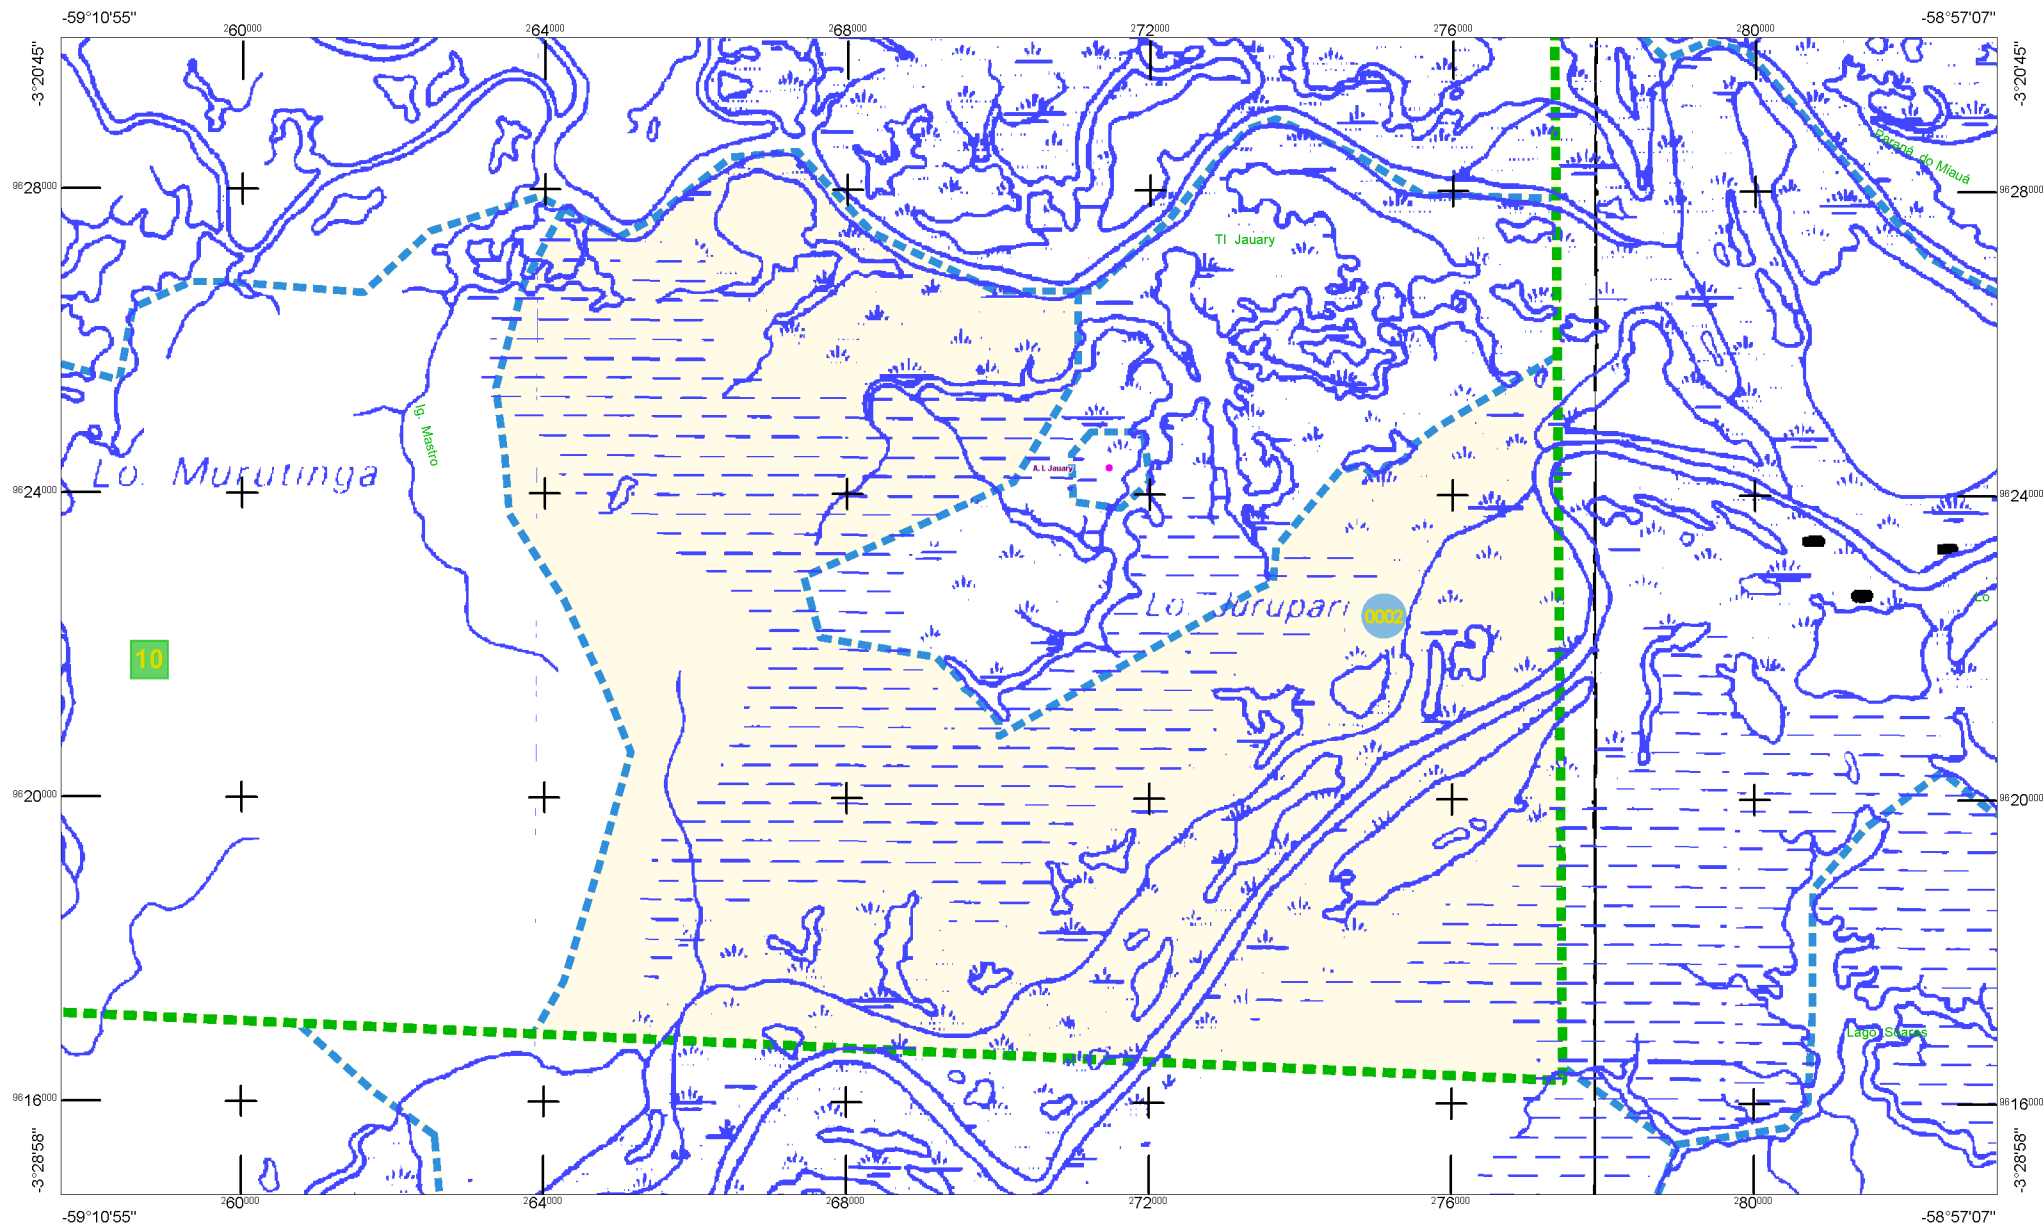 -59°10'55" -58°57'07"
260000 264000 268000 272000 276000 280000
-3°20'45" -3°20'45"
Paraná do Miauá
9628000 9628000
TI Jauary
Ig. Mastro
Lo. Murutinga
A. I. Jauary
9624000 9624000
Lo. Jurupari
0002
Lo
10
9620000 9620000
Lago Soares
9616000 9616000
-3°28'58" -3°28'58"
260000 264000 268000 272000 276000 280000
-59°10'55" -58°57'07"